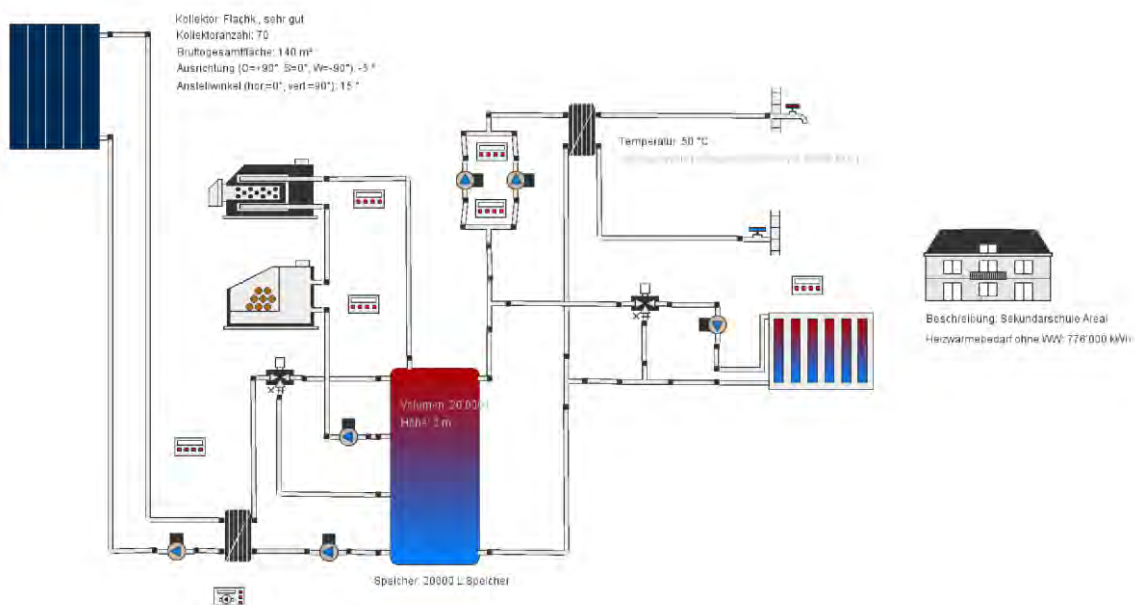 Kollektor: Flachk., sehr gut
Kollektoranzahl: 70
Bruttogesamtfläche: 140 m²
Ausrichtung (O=+90°, S=0°, W=-90°): -5 °
Anstellwinkel (hor.=0°, vert.=90°): 15 °
Temperatur: 50 °C
Beschreibung: Sekundarschule Areal
Heizwärmebedarf ohne WW: 776'000 kWh
Volumen: 20'000 l
Höhe: 3 m
Speicher: 20000 L Speicher